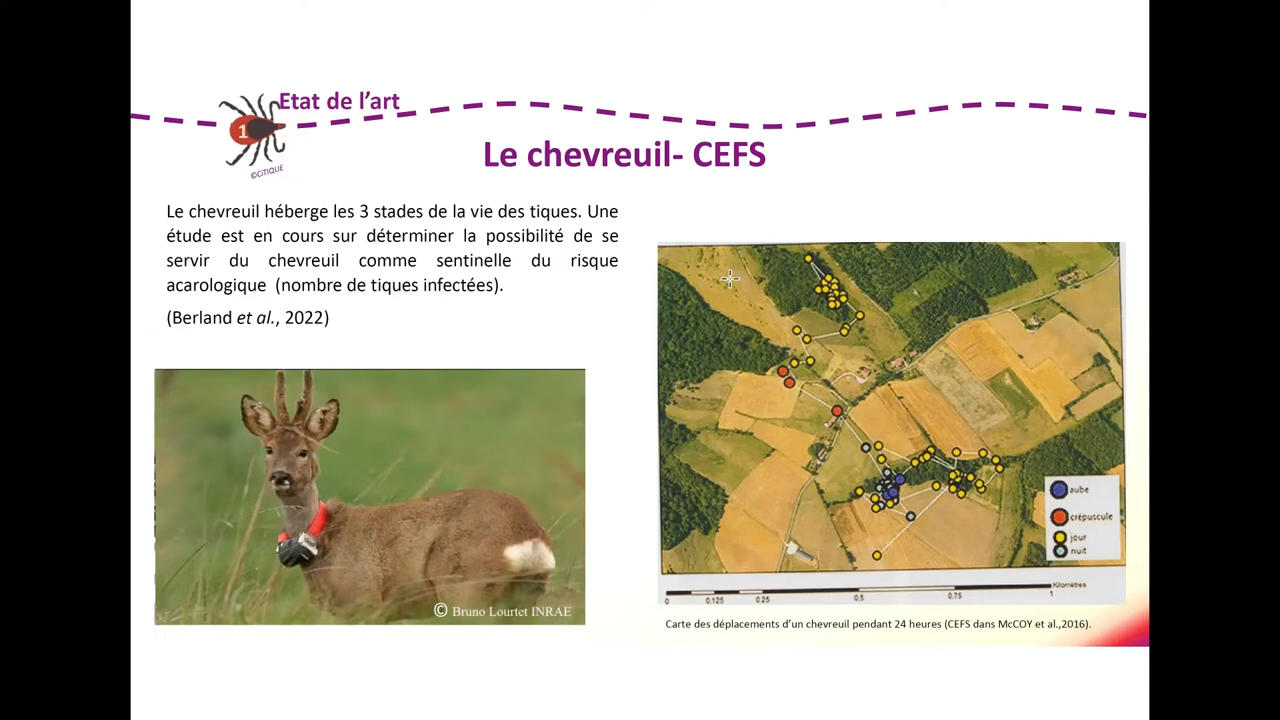 Etat de l’art
1
©CiTIQUE
Le chevreuil- CEFS
Le chevreuil héberge les 3 stades de la vie des tiques. Une
étude est en cours sur déterminer la possibilité de se
servir du chevreuil comme sentinelle du risque
acarologique (nombre de tiques infectées).
(Berland et al., 2022)
© Bruno Lourtet INRAE
aube
crépuscule
jour
nuit
Kilomètres
0 0.125 0.25 0.5 0.75 1
Carte des déplacements d’un chevreuil pendant 24 heures (CEFS dans McCOY et al.,2016).